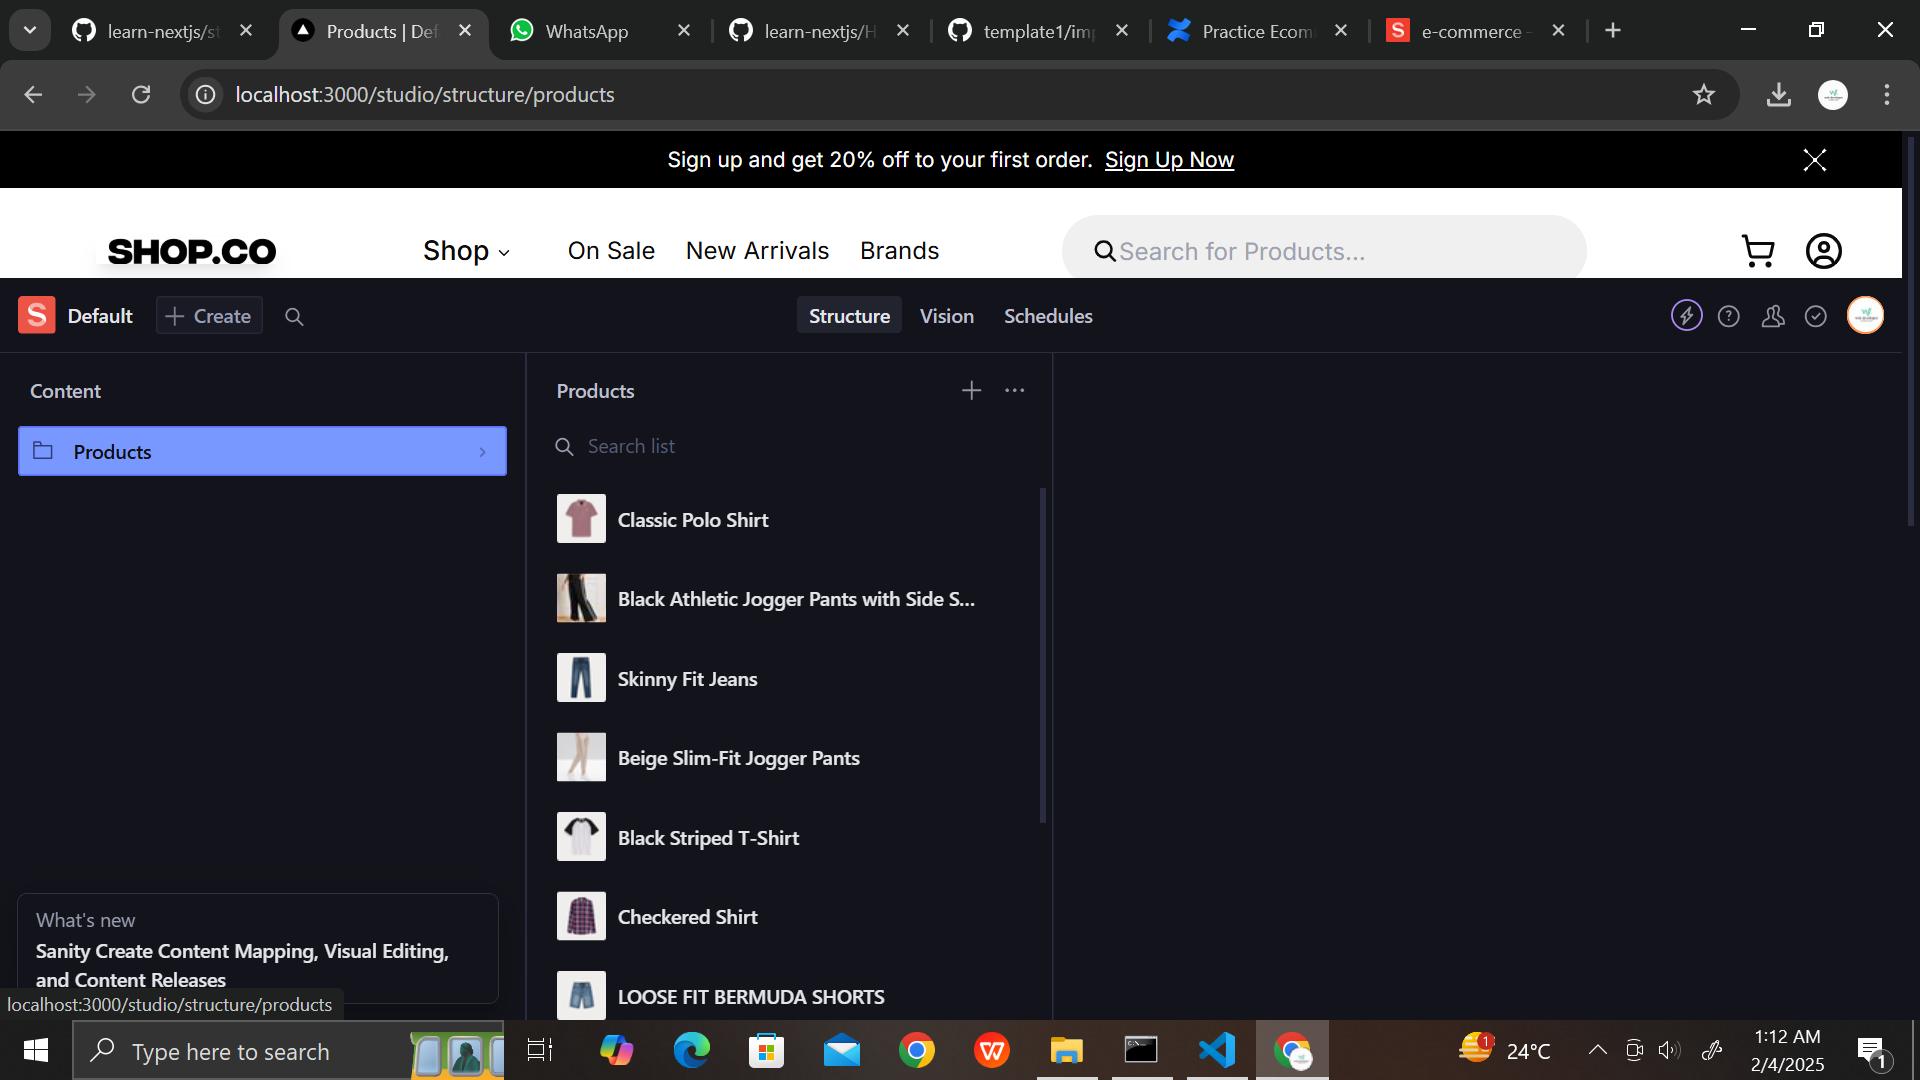 learn-nextjs/st
Products | Def
WhatsApp
learn-nextjs/H
template1/imp
Practice Ecom
e-commerce -
localhost:3000/studio/structure/products
Sign up and get 20% off to your first order. Sign Up Now
SHOP.CO
Shop
On Sale
New Arrivals
Brands
Search for Products...
S
Default
Create
Structure
Vision
Schedules
Content
Products
Products
Search list
Classic Polo Shirt
Black Athletic Jogger Pants with Side S...
Skinny Fit Jeans
Beige Slim-Fit Jogger Pants
Black Striped T-Shirt
Checkered Shirt
LOOSE FIT BERMUDA SHORTS
What's new
Sanity Create Content Mapping, Visual Editing,
and Content Releases
localhost:3000/studio/structure/products
Type here to search
1
24°C
1:12 AM
2/4/2025
1